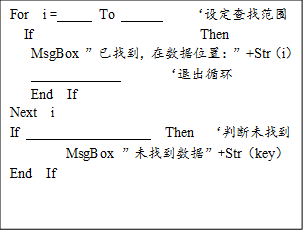 For i =_____ To ______ ‘设定查找范围
If Then
MsgBox ”已找到，在数据位置：”+Str（i）
_____________ ‘退出循环
End If
Next i
If __________________ Then ‘判断未找到
MsgBox ”未找到数据”+Str（key）
End If